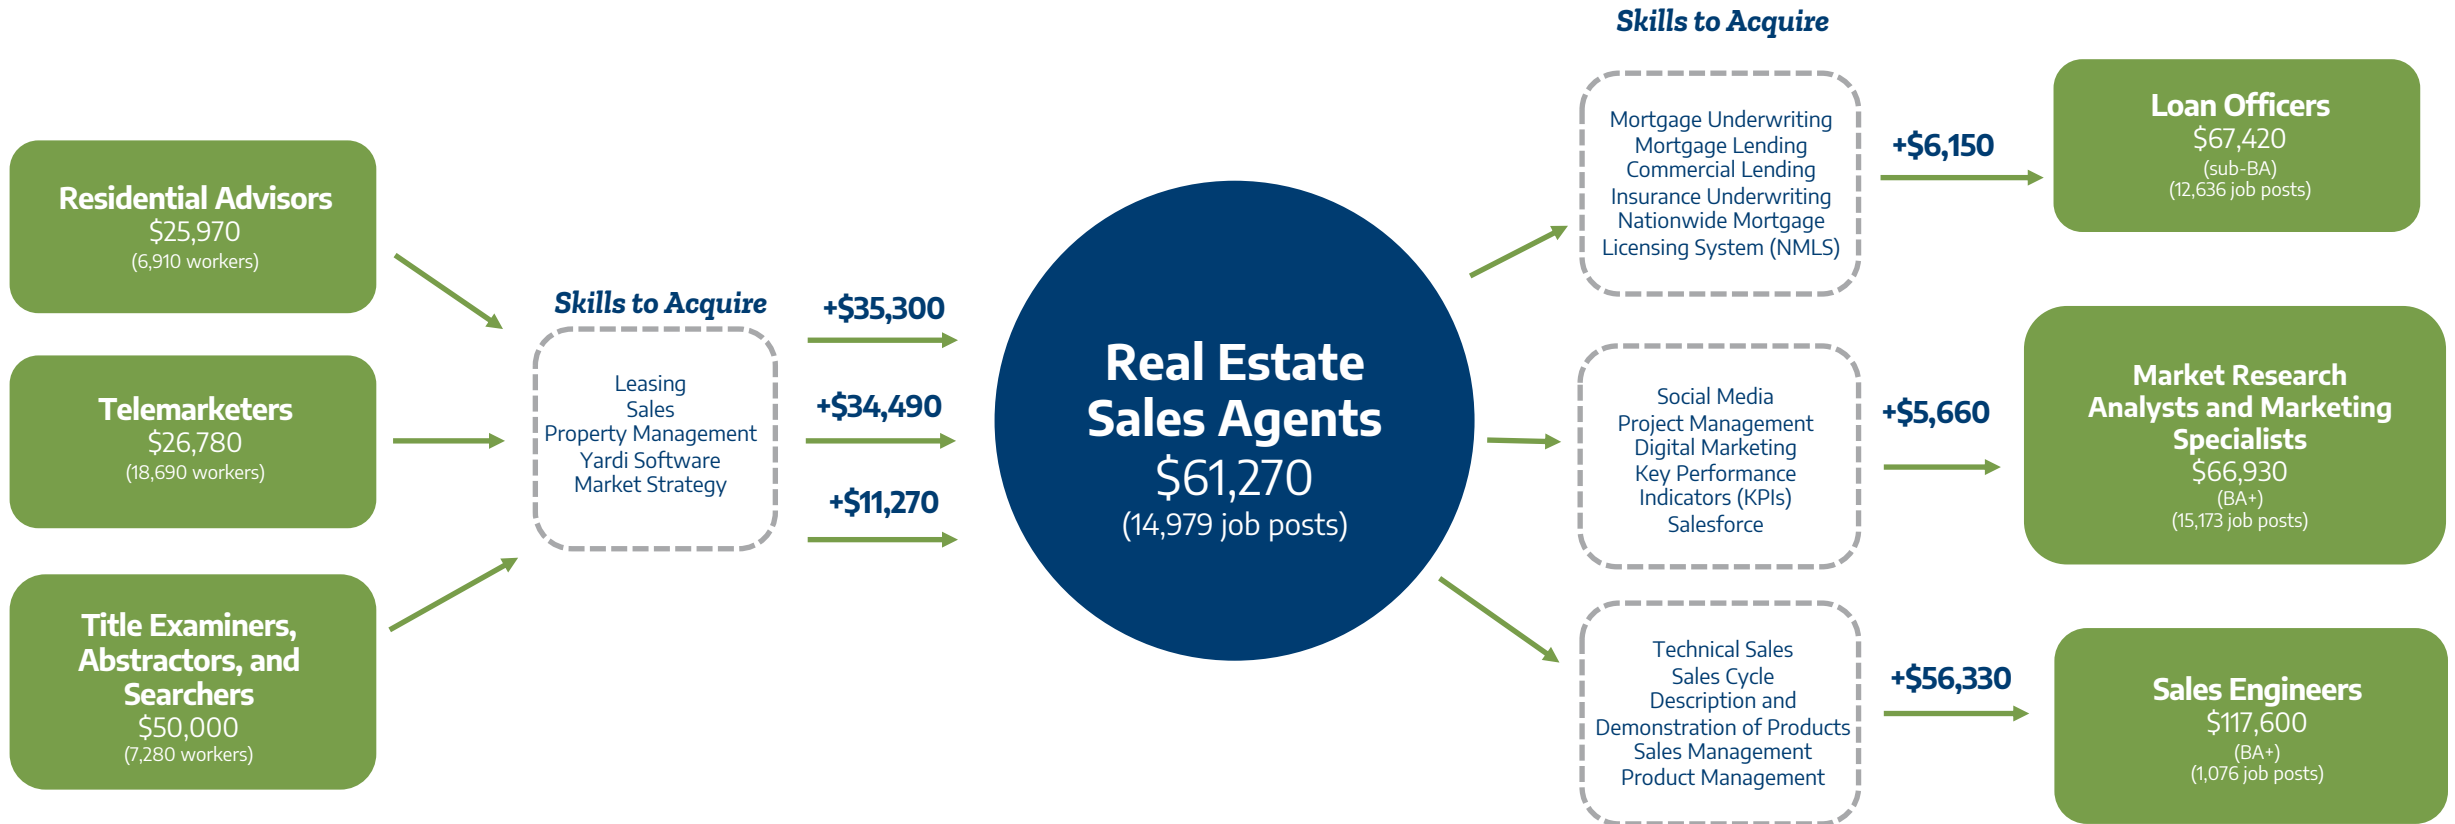 Residential Advisors
$25,970
(6,910 workers)
Telemarketers
$26,780
(18,690 workers)
Title Examiners,
Abstractors, and
Searchers
$50,000
(7,280 workers)
Skills to Acquire
Leasing
Sales
Property Management
Yardi Software
Market Strategy
+$35,300
+$34,490
+$11,270
Real Estate
Sales Agents
$61,270
(14,979 job posts)
Skills to Acquire
Mortgage Underwriting
Mortgage Lending
Commercial Lending
Insurance Underwriting
Nationwide Mortgage
Licensing System (NMLS)
+$6,150
Loan Officers
$67,420
(sub-BA)
(12,636 job posts)
Social Media
Project Management
Digital Marketing
Key Performance
Indicators (KPIs)
Salesforce
+$5,660
Market Research
Analysts and Marketing
Specialists
$66,930
(BA+)
(15,173 job posts)
Technical Sales
Sales Cycle
Description and
Demonstration of Products
Sales Management
Product Management
+$56,330
Sales Engineers
$117,600
(BA+)
(1,076 job posts)